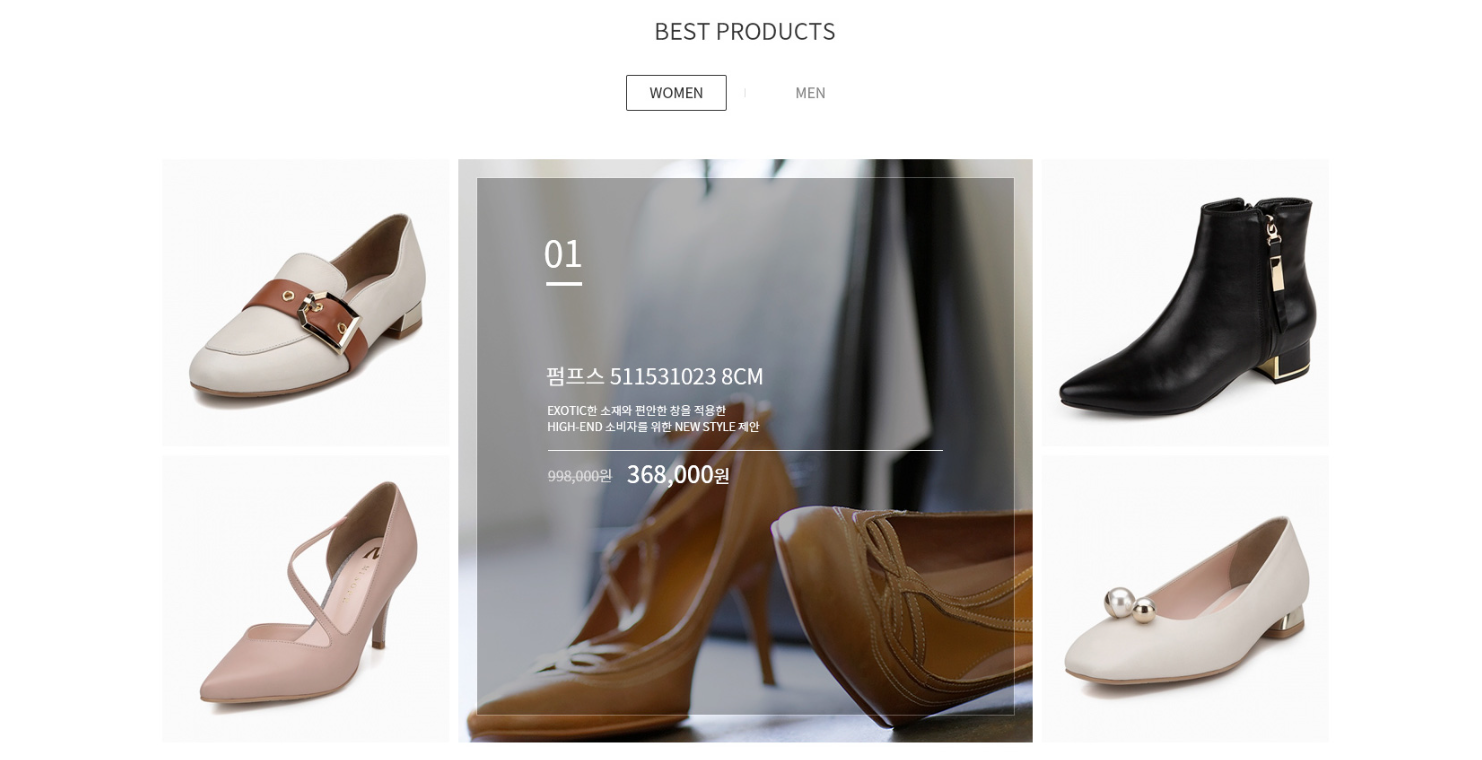 BEST PRODUCTS
WOMEN
MEN
01
펌프스 511531023 8CM
EXOTIC한 소재와 편안한 창을 적용한
HIGH-END 소비자를 위한 NEW STYLE 제안
998,000원 368,000원